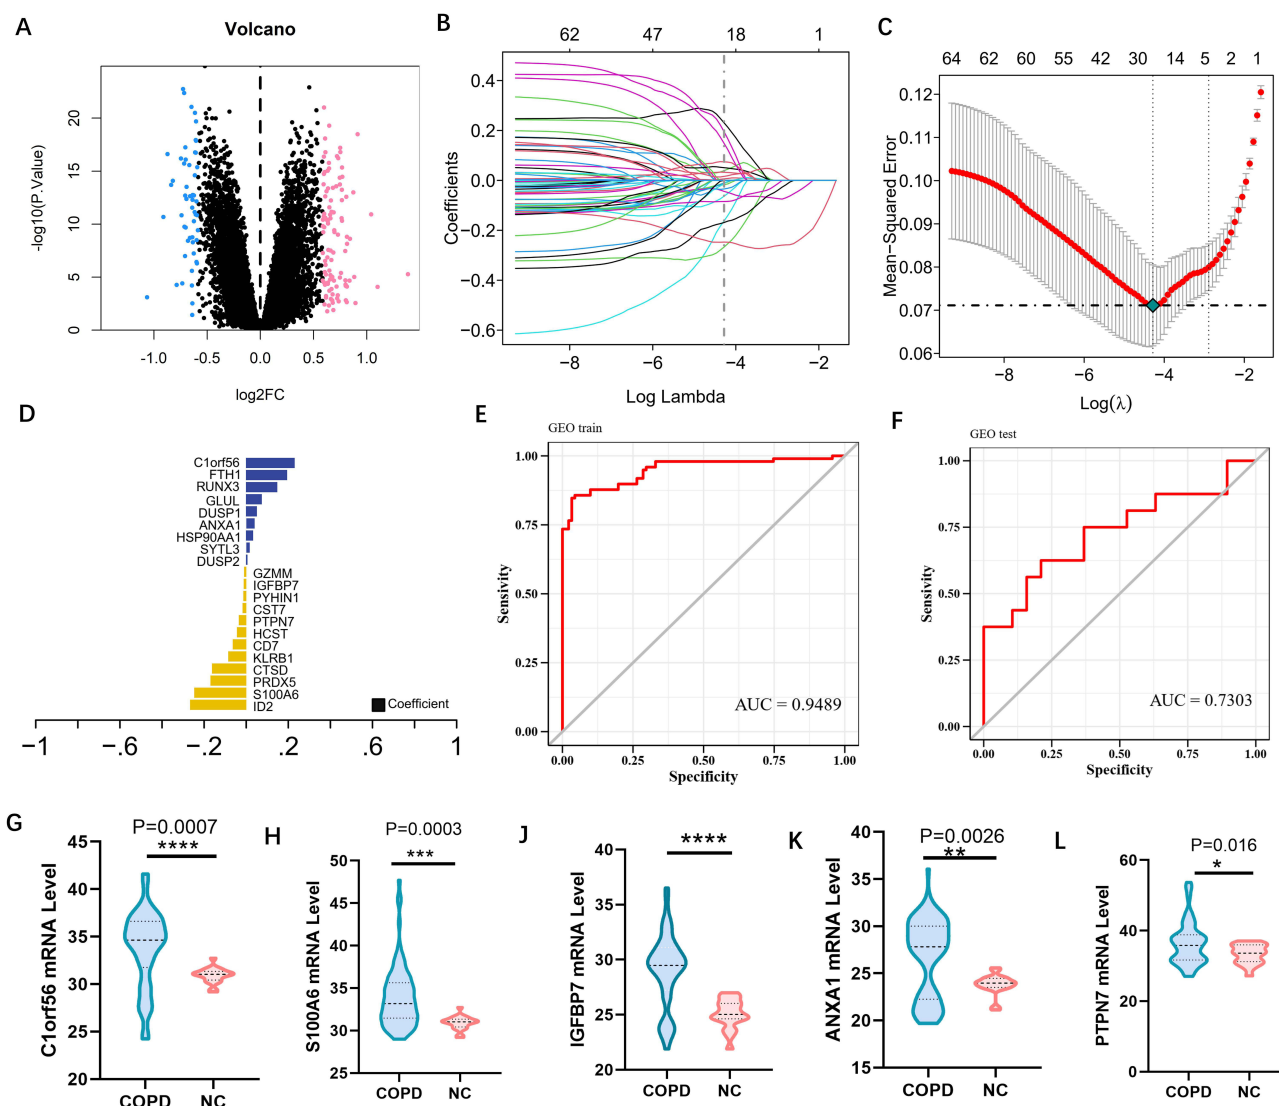 A
Volcano
-log10(P.Value)
20
15
10
5
0
-1.0
-0.5
0.0
0.5
1.0
log2FC
B
62
47
18
1
Coefficients
0.4
0.2
0.0
−0.2
−0.4
−0.6
−8
−6
−4
−2
Log Lambda
C
64 62 60 55 42 30 14 5 2 1
Mean−Squared Error
0.12
0.11
0.10
0.09
0.08
0.07
0.06
−8
−6
−4
−2
Log(λ)
D
C1orf56
FTH1
RUNX3
GLUL
DUSP1
ANXA1
HSP90AA1
SYTL3
DUSP2
GZMM
IGFBP7
PYHIN1
CST7
PTPN7
HCST
CD7
KLRB1
CTSD
PRDX5
S100A6
ID2
Coefficient
−1 −.6 −.2 .2 .6 1
E
GEO train
Sensivity
1.00
0.75
0.50
0.25
0.00
AUC = 0.9489
0.00 0.25 0.50 0.75 1.00
Specificity
F
GEO test
Sensivity
1.00
0.75
0.50
0.25
0.00
AUC = 0.7303
0.00 0.25 0.50 0.75 1.00
Specificity
G
P=0.0007
****
C1orf56 mRNA Level
45
40
35
30
25
20
COPD NC
H
P=0.0003
***
S100A6 mRNA Level
50
45
40
35
30
25
COPD NC
J
****
IGFBP7 mRNA Level
40
35
30
25
20
COPD NC
K
P=0.0026
**
ANXA1 mRNA Level
40
35
30
25
20
15
COPD NC
L
P=0.016
*
PTPN7 mRNA Level
60
40
20
0
COPD NC